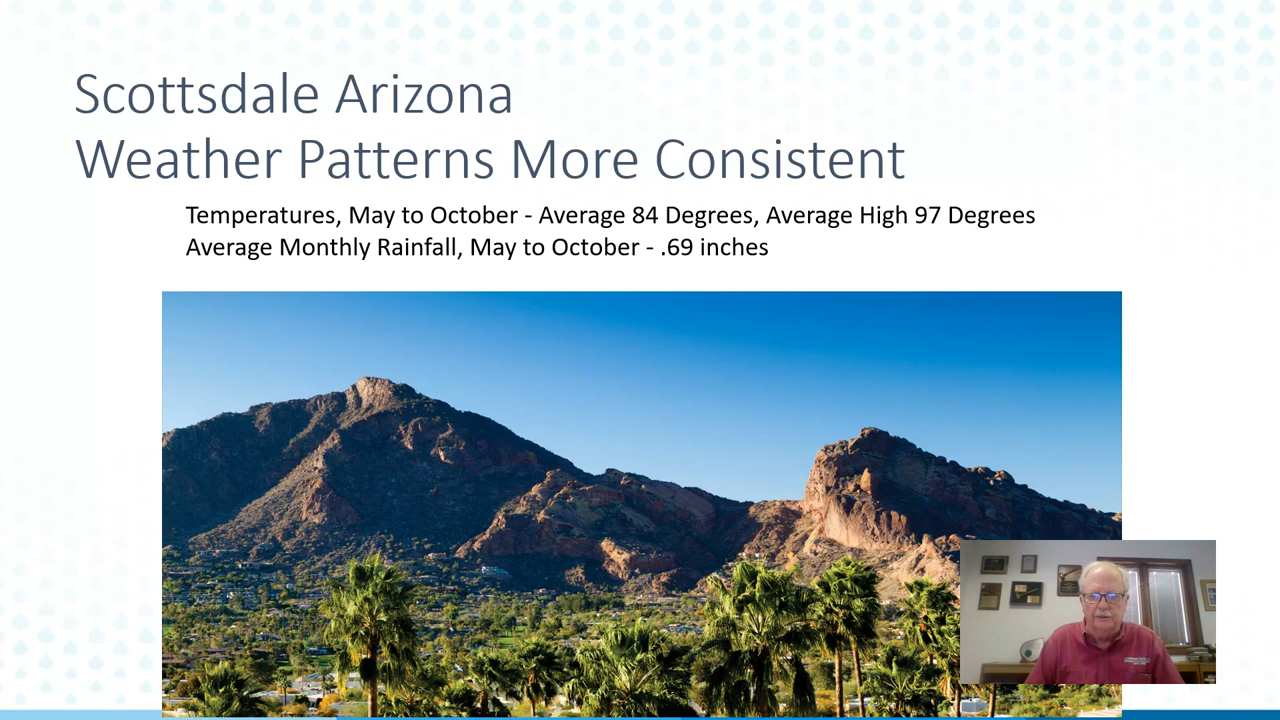 Scottsdale Arizona
Weather Patterns More Consistent
Temperatures, May to October - Average 84 Degrees, Average High 97 Degrees
Average Monthly Rainfall, May to October - .69 inches